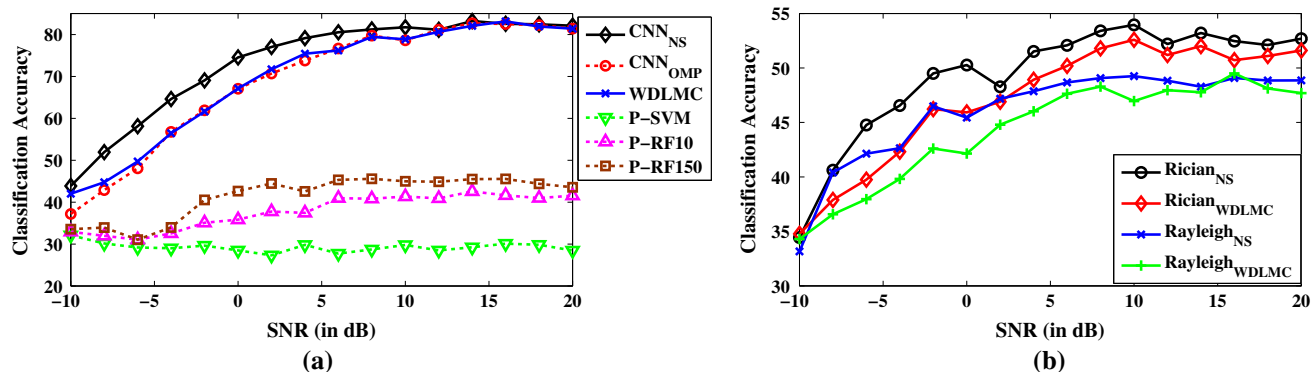 Classification Accuracy
80
70
60
50
40
30
20
−10
−5
0
5
10
15
20
SNR (in dB)
CNN_NS
CNN_OMP
WDLMC
P−SVM
P−RF10
P−RF150
(a)
Classification Accuracy
55
50
45
40
35
30
−10
−5
0
5
10
15
20
SNR (in dB)
Rician_NS
Rician_WDLMC
Rayleigh_NS
Rayleigh_WDLMC
(b)